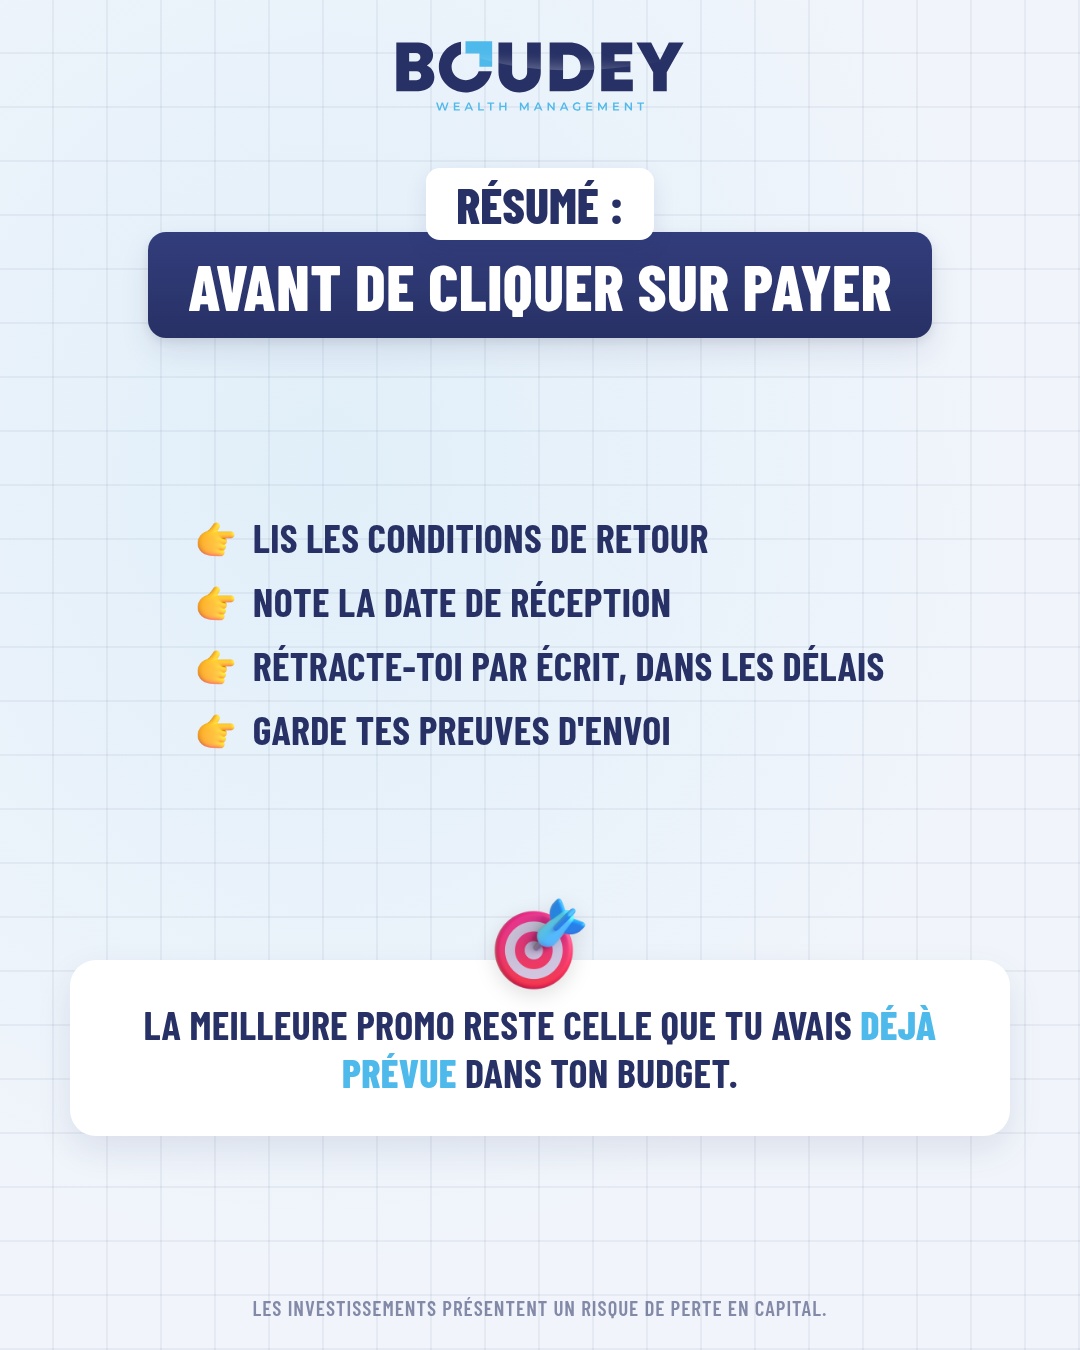 BOUDEY
WEALTH MANAGEMENT
RÉSUMÉ :
AVANT DE CLIQUER SUR PAYER
👉 LIS LES CONDITIONS DE RETOUR
👉 NOTE LA DATE DE RÉCEPTION
👉 RÉTRACTE-TOI PAR ÉCRIT, DANS LES DÉLAIS
👉 GARDE TES PREUVES D'ENVOI
LA MEILLEURE PROMO RESTE CELLE QUE TU AVAIS DÉJÀ
PRÉVUE DANS TON BUDGET.
LES INVESTISSEMENTS PRÉSENTENT UN RISQUE DE PERTE EN CAPITAL.